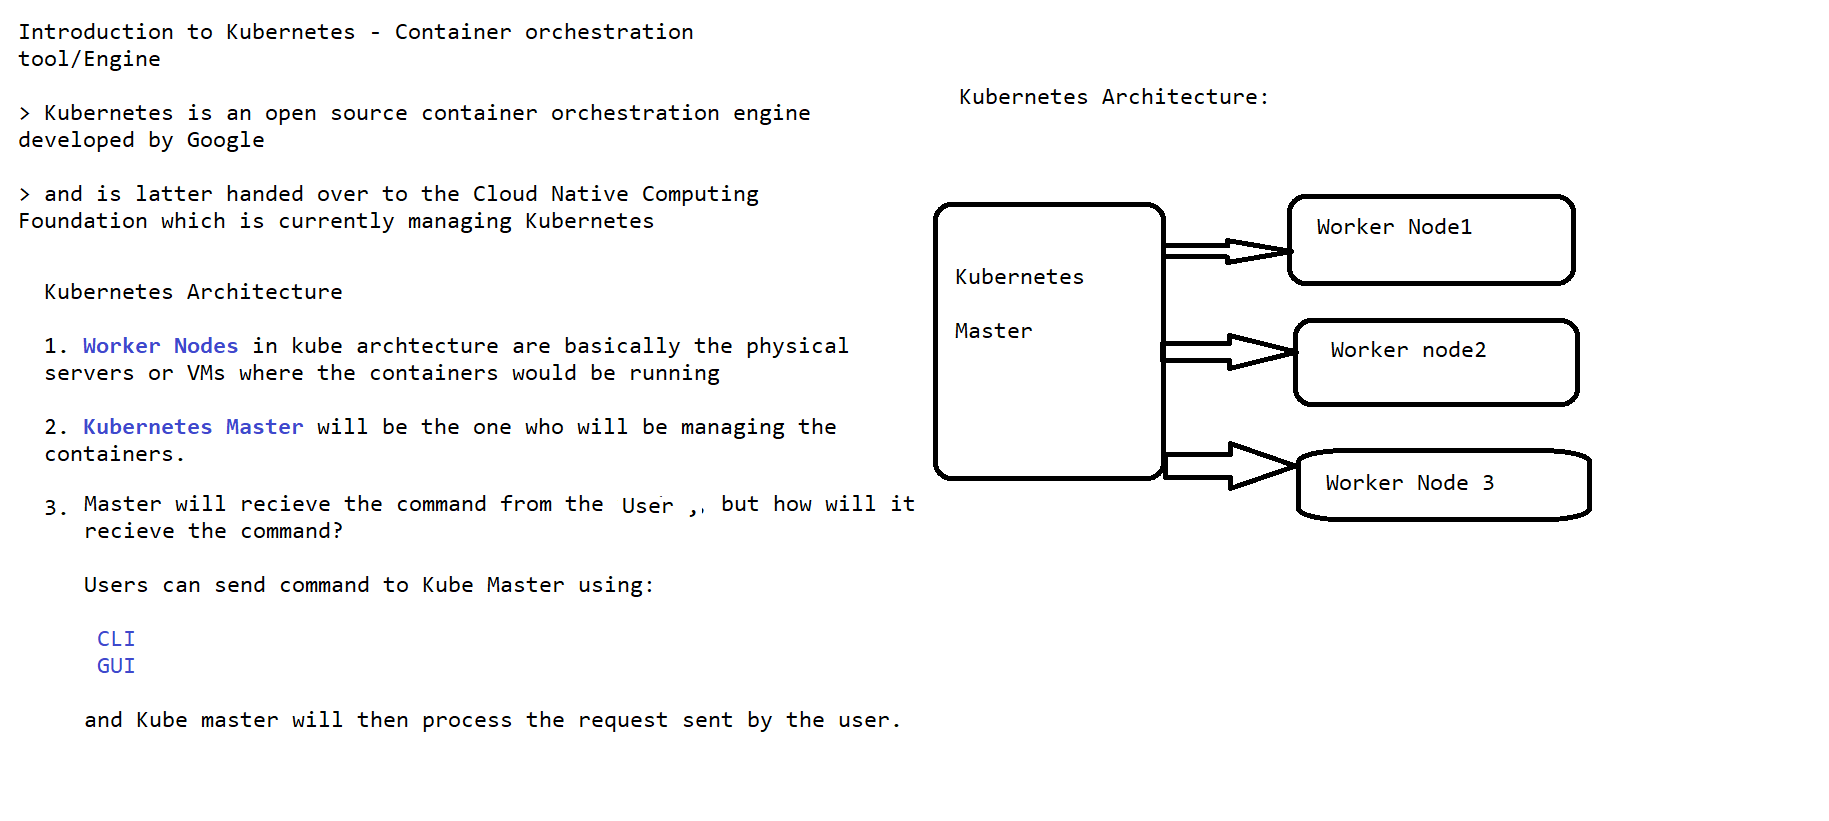 Introduction to Kubernetes - Container orchestration
tool/Engine
> Kubernetes is an open source container orchestration engine
developed by Google
> and is latter handed over to the Cloud Native Computing
Foundation which is currently managing Kubernetes
Kubernetes Architecture
1. Worker Nodes in kube archtecture are basically the physical
servers or VMs where the containers would be running
2. Kubernetes Master will be the one who will be managing the
containers.
3. Master will recieve the command from the User ,, but how will it
recieve the command?
Users can send command to Kube Master using:
CLI
GUI
and Kube master will then process the request sent by the user.
Kubernetes Architecture:
Kubernetes
Master
Worker Node1
Worker node2
Worker Node 3